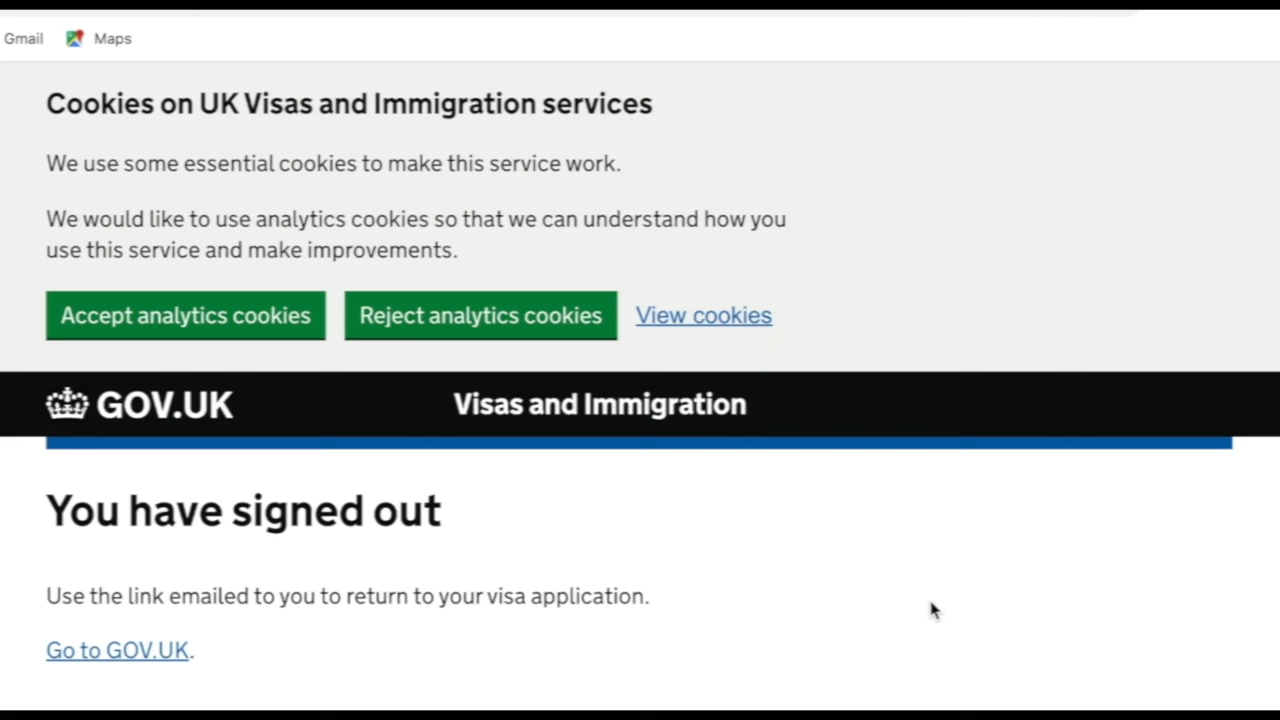 Gmail Maps
Cookies on UK Visas and Immigration services
We use some essential cookies to make this service work.
We would like to use analytics cookies so that we can understand how you
use this service and make improvements.
Accept analytics cookies Reject analytics cookies View cookies
GOV.UK Visas and Immigration
You have signed out
Use the link emailed to you to return to your visa application.
Go to GOV.UK.